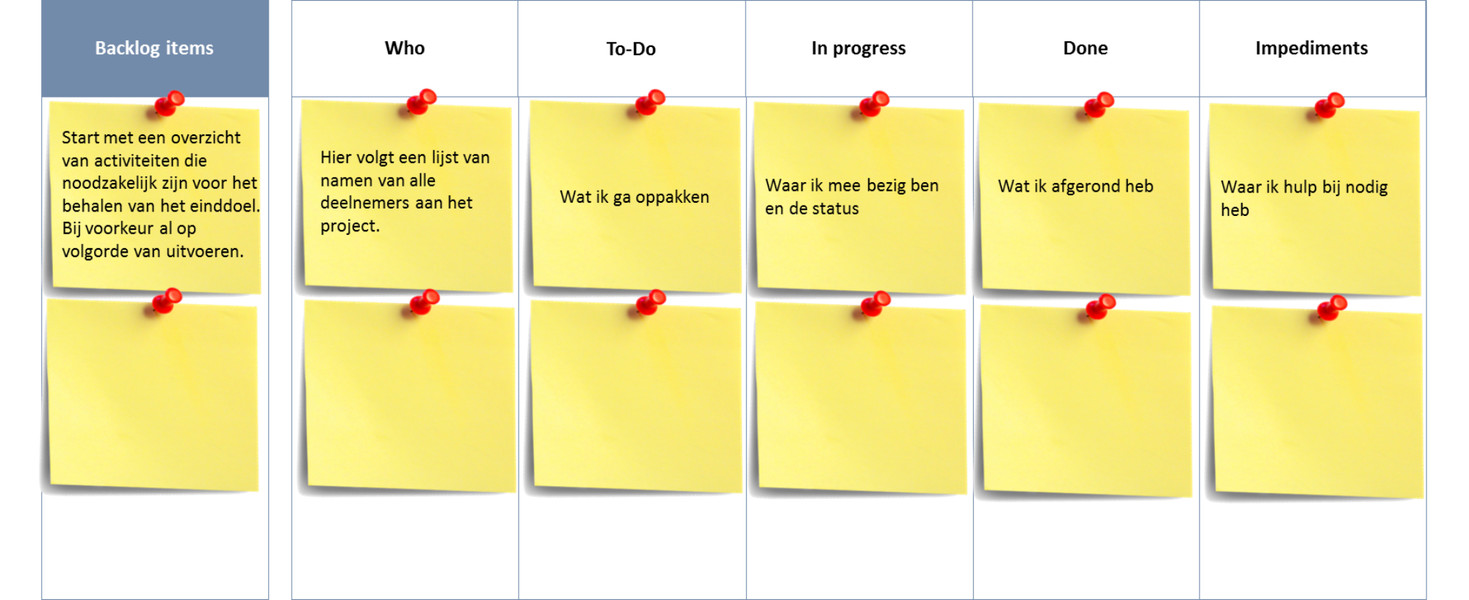 Backlog items
Who
To-Do
In progress
Done
Impediments
Start met een overzicht
van activiteiten die
noodzakelijk zijn voor het
behalen van het einddoel.
Bij voorkeur al op
volgorde van uitvoeren.
Hier volgt een lijst van
namen van alle
deelnemers aan het
project.
Wat ik ga oppakken
Waar ik mee bezig ben
en de status
Wat ik afgerond heb
Waar ik hulp bij nodig
heb